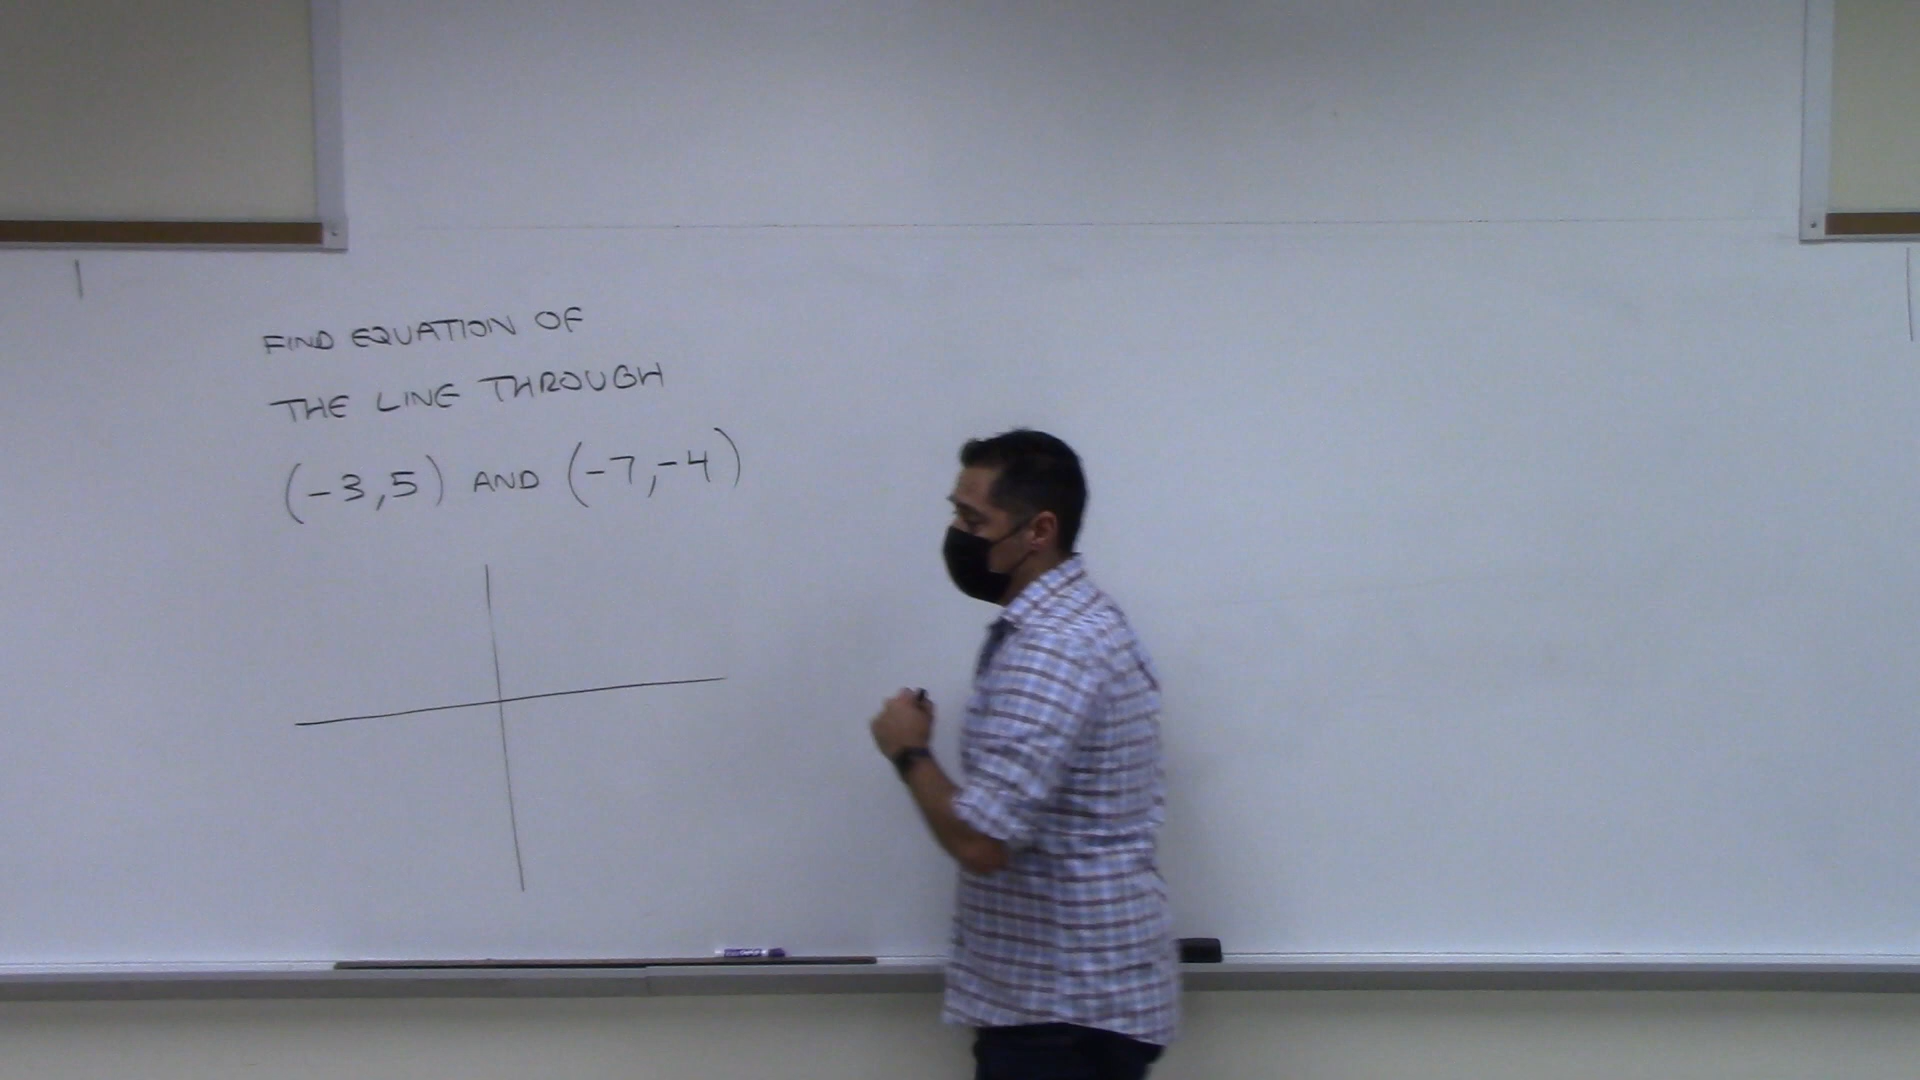 FIND EQUATION OF
THE LINE THROUGH
(-3,5) AND (-7,-4)